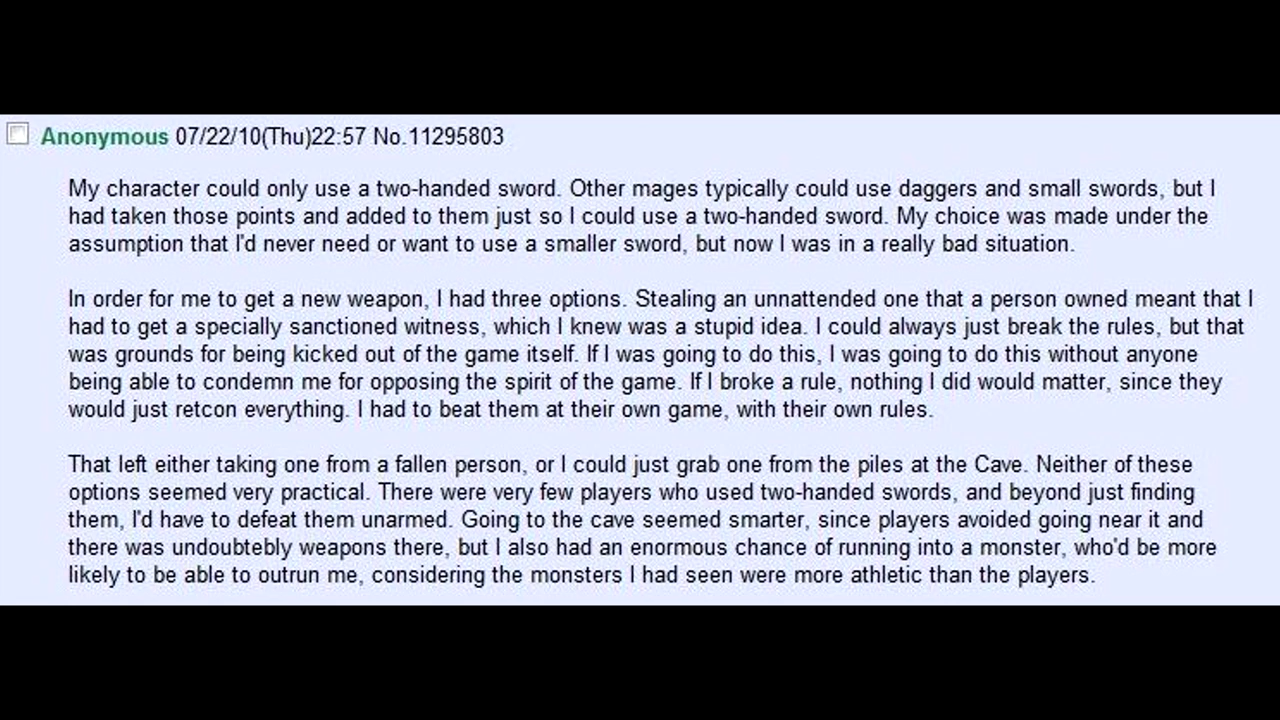 Anonymous 07/22/10(Thu)22:57 No.11295803
My character could only use a two-handed sword. Other mages typically could use daggers and small swords, but I
had taken those points and added to them just so I could use a two-handed sword. My choice was made under the
assumption that I'd never need or want to use a smaller sword, but now I was in a really bad situation.
In order for me to get a new weapon, I had three options. Stealing an unnattended one that a person owned meant that I
had to get a specially sanctioned witness, which I knew was a stupid idea. I could always just break the rules, but that
was grounds for being kicked out of the game itself. If I was going to do this, I was going to do this without anyone
being able to condemn me for opposing the spirit of the game. If I broke a rule, nothing I did would matter, since they
would just retcon everything. I had to beat them at their own game, with their own rules.
That left either taking one from a fallen person, or I could just grab one from the piles at the Cave. Neither of these
options seemed very practical. There were very few players who used two-handed swords, and beyond just finding
them, I'd have to defeat them unarmed. Going to the cave seemed smarter, since players avoided going near it and
there was undoubtebly weapons there, but I also had an enormous chance of running into a monster, who'd be more
likely to be able to outrun me, considering the monsters I had seen were more athletic than the players.